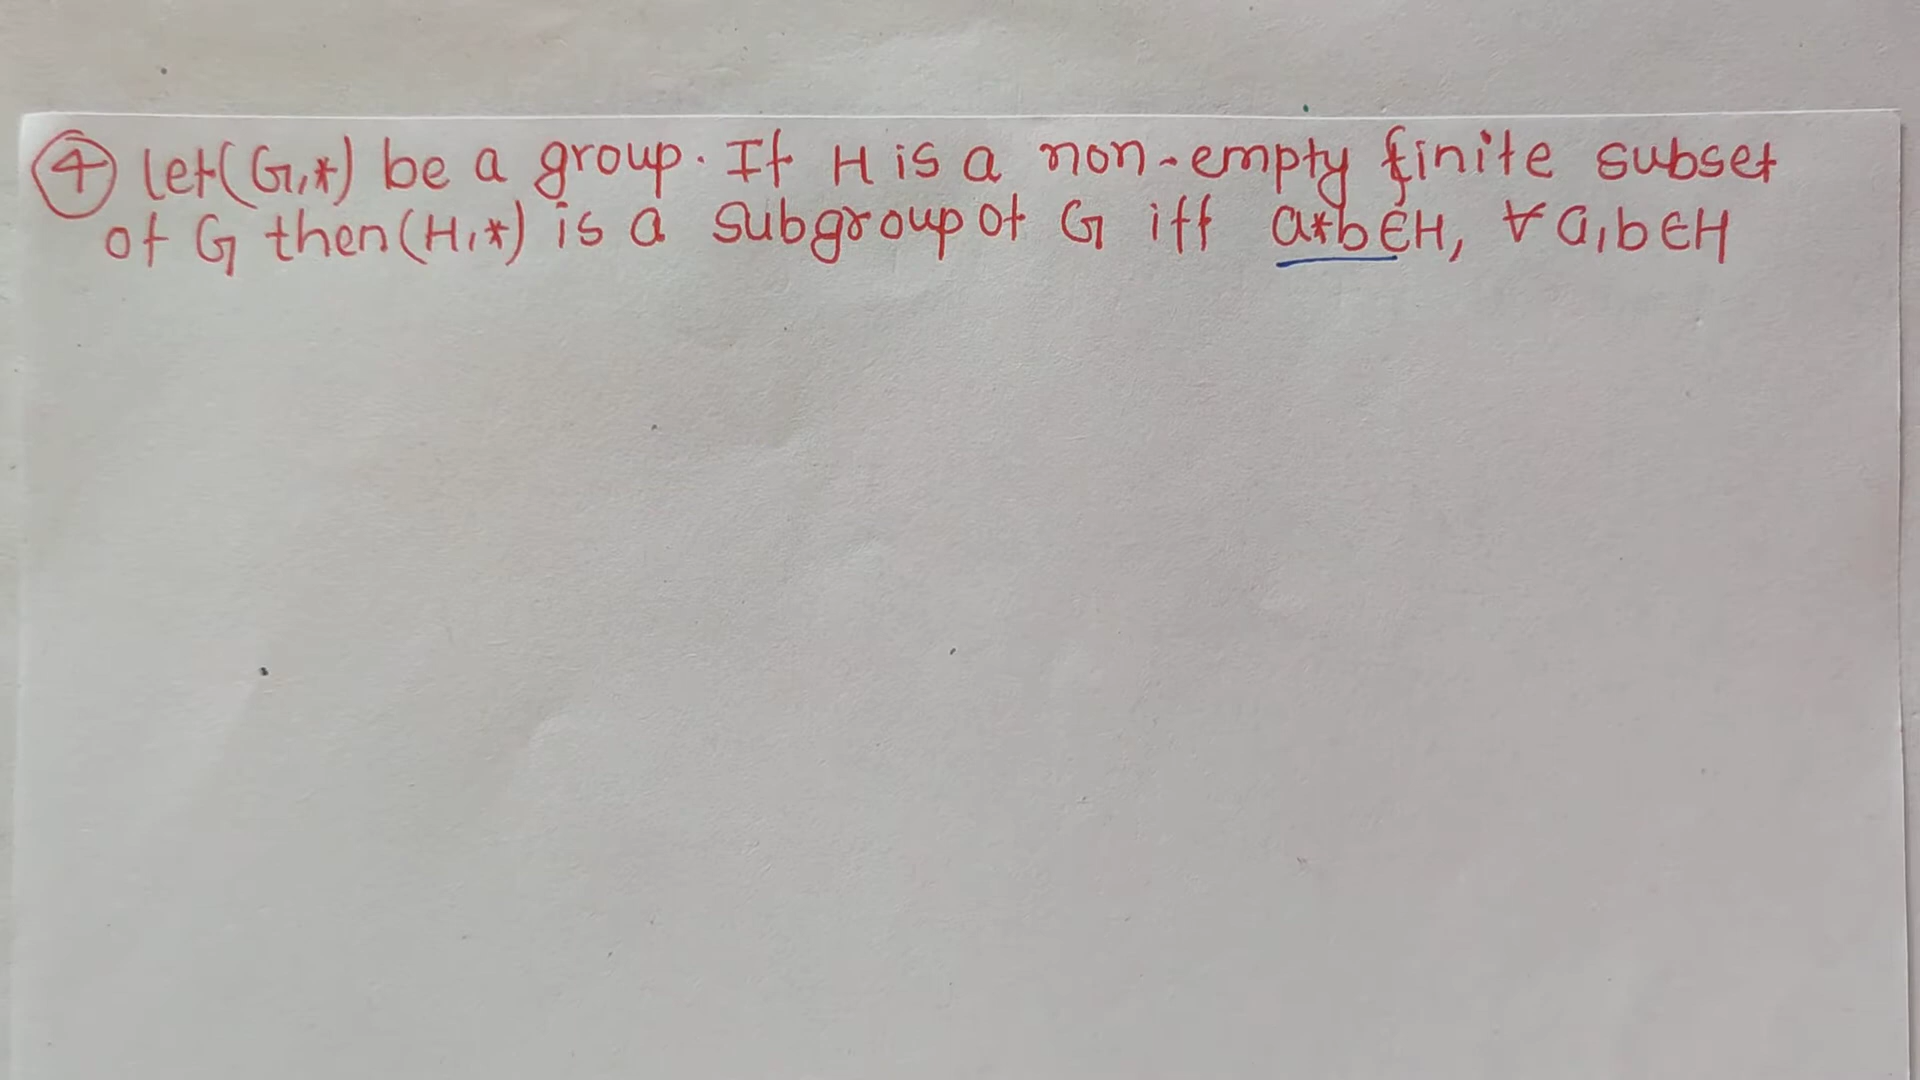 ④ Let (G,*) be a group. If H is a non-empty finite subset
of G then (H,*) is a subgroup of G iff a*b∈H, ∀ a,b∈H